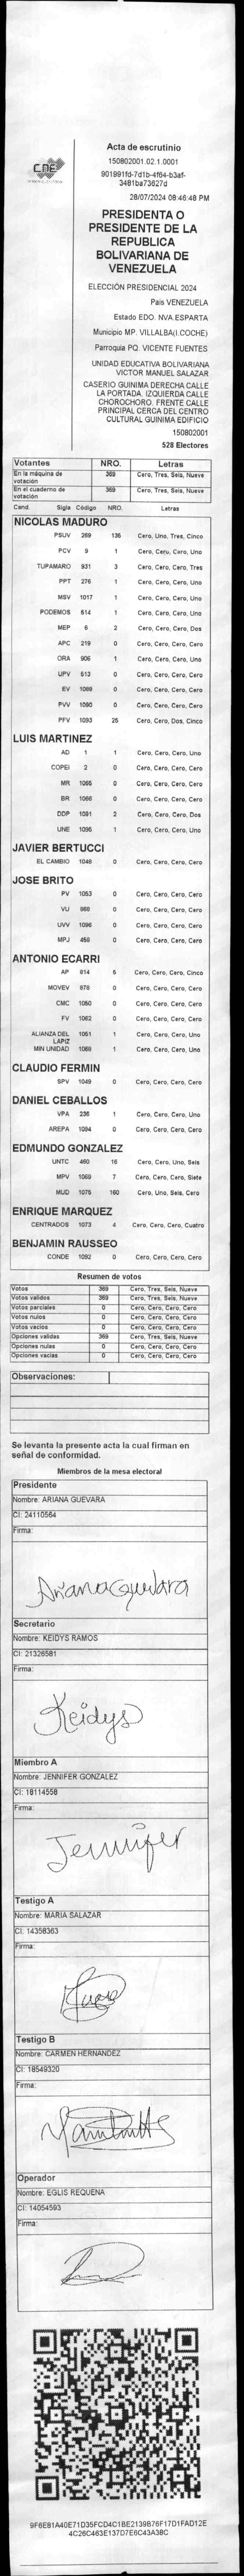 CNE
Acta de escrutinio
150802001.02.1.0001
901991fd-7d1b-4f64-b3af-
3481ba73627d
28/07/2024 08:46:48 PM
PRESIDENTA O
PRESIDENTE DE LA
REPUBLICA
BOLIVARIANA DE
VENEZUELA
ELECCIÓN PRESIDENCIAL 2024
País VENEZUELA
Estado EDO. NVA.ESPARTA
Municipio MP. VILLALBA(I.COCHE)
Parroquia PQ. VICENTE FUENTES
UNIDAD EDUCATIVA BOLIVARIANA
VICTOR MANUEL SALAZAR
CASERIO GUINIMA DERECHA CALLE
LA PORTADA. IZQUIERDA CALLE
CHOROCHORO. FRENTE CALLE
PRINCIPAL CERCA DEL CENTRO
CULTURAL GUINIMA EDIFICIO
150802001
528 Electores
Votantes NRO. Letras
En la máquina de votación 369 Cero, Tres, Seis, Nueve
En el cuaderno de votación 369 Cero, Tres, Seis, Nueve
Cand. Sigla Código NRO. Letras
NICOLAS MADURO
PSUV 269 135 Cero, Uno, Tres, Cinco
PCV 9 1 Cero, Cero, Cero, Uno
TUPAMARO 931 3 Cero, Cero, Cero, Tres
PPT 276 1 Cero, Cero, Cero, Uno
MSV 1017 1 Cero, Cero, Cero, Uno
PODEMOS 514 1 Cero, Cero, Cero, Uno
MEP 6 2 Cero, Cero, Cero, Dos
APC 219 0 Cero, Cero, Cero, Cero
ORA 906 1 Cero, Cero, Cero, Uno
UPV 513 0 Cero, Cero, Cero, Cero
EV 1089 0 Cero, Cero, Cero, Cero
PVV 1090 0 Cero, Cero, Cero, Cero
PFV 1093 25 Cero, Cero, Dos, Cinco
LUIS MARTINEZ
AD 1 1 Cero, Cero, Cero, Uno
COPEI 2 0 Cero, Cero, Cero, Cero
MR 1065 0 Cero, Cero, Cero, Cero
BR 1066 0 Cero, Cero, Cero, Cero
DDP 1091 2 Cero, Cero, Cero, Dos
UNE 1095 1 Cero, Cero, Cero, Uno
JAVIER BERTUCCI
EL CAMBIO 1048 0 Cero, Cero, Cero, Cero
JOSE BRITO
PV 1053 0 Cero, Cero, Cero, Cero
VU 0 Cero, Cero, Cero, Cero
UVV 1096 0 Cero, Cero, Cero, Cero
MPJ 458 0 Cero, Cero, Cero, Cero
ANTONIO ECARRI
AP 814 5 Cero, Cero, Cero, Cinco
MOVEV 878 0 Cero, Cero, Cero, Cero
CMC 1050 0 Cero, Cero, Cero, Cero
FV 1062 0 Cero, Cero, Cero, Cero
ALIANZA DEL LAPIZ 1051 1 Cero, Cero, Cero, Uno
MIN UNIDAD 1069 1 Cero, Cero, Cero, Uno
CLAUDIO FERMIN
SPV 1049 0 Cero, Cero, Cero, Cero
DANIEL CEBALLOS
VPA 236 1 Cero, Cero, Cero, Uno
AREPA 1094 0 Cero, Cero, Cero, Cero
EDMUNDO GONZALEZ
UNTC 460 16 Cero, Cero, Uno, Seis
MPV 7 Cero, Cero, Cero, Siete
MUD 1075 160 Cero, Uno, Seis, Cero
ENRIQUE MARQUEZ
CENTRADOS 1073 4 Cero, Cero, Cero, Cuatro
BENJAMIN RAUSSEO
CONDE 1092 0 Cero, Cero, Cero, Cero
Resumen de votos
Votos 369 Cero, Tres, Seis, Nueve
Votos validos 369 Cero, Tres, Seis, Nueve
Votos parciales 0 Cero, Cero, Cero, Cero
Votos nulos 0 Cero, Cero, Cero, Cero
Votos vacios 0 Cero, Cero, Cero, Cero
Opciones validas 369 Cero, Tres, Seis, Nueve
Opciones nulas 0 Cero, Cero, Cero, Cero
Opciones vacias 0 Cero, Cero, Cero, Cero
Observaciones:
Se levanta la presente acta la cual firman en
señal de conformidad.
Miembros de la mesa electoral
Presidente
Nombre: ARIANA GUEVARA
CI: 24110564
Firma:
Ariana Guevara
Secretario
Nombre: KEIDYS RAMOS
CI: 21326581
Firma:
Keidys
Miembro A
Nombre: JENNIFER GONZALEZ
CI: 18114558
Firma:
Jennifer
Testigo A
Nombre: MARIA SALAZAR
CI: 14358363
Firma:
Testigo B
Nombre: CARMEN HERNANDEZ
CI: 18549320
Firma:
Operador
Nombre: EGLIS REQUENA
CI: 14054593
Firma:
9F6E81A40E71D35FCD4C1BE2139B76F17D1FAD12E
4C26C463E137D7E6C43A38C